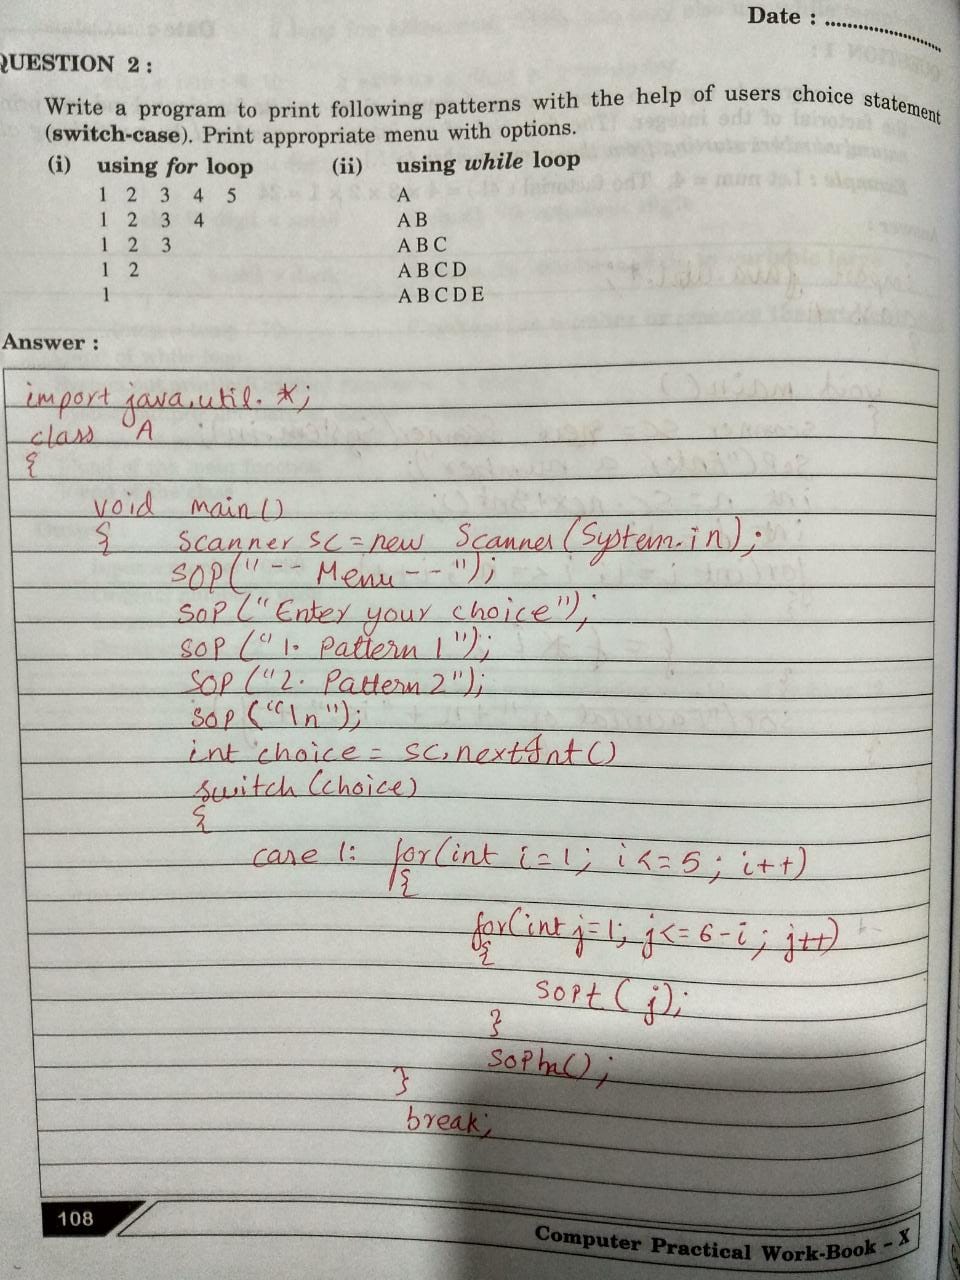 Date : ..............................
QUESTION 2 :
Write a program to print following patterns with the help of users choice statement
(switch-case). Print appropriate menu with options.
(i) using for loop (ii) using while loop
1 2 3 4 5 A
1 2 3 4 A B
1 2 3 A B C
1 2 A B C D
1 A B C D E
Answer :
import java.util.*;
class A
{
void main()
{ Scanner sc = new Scanner (System.in);
SOP("-- Menu --");
SOP ("Enter your choice");
SOP ("1. Pattern 1");
SOP ("2. Pattern 2");
SOP ("\n");
int choice = sc.nextInt()
switch (choice)
{
case 1: for(int i=1; i<=5; i++)
{
for(int j=1; j<=6-i; j++)
{
SOPt (j);
}
SOPln();
}
break;
108
Computer Practical Work-Book - X